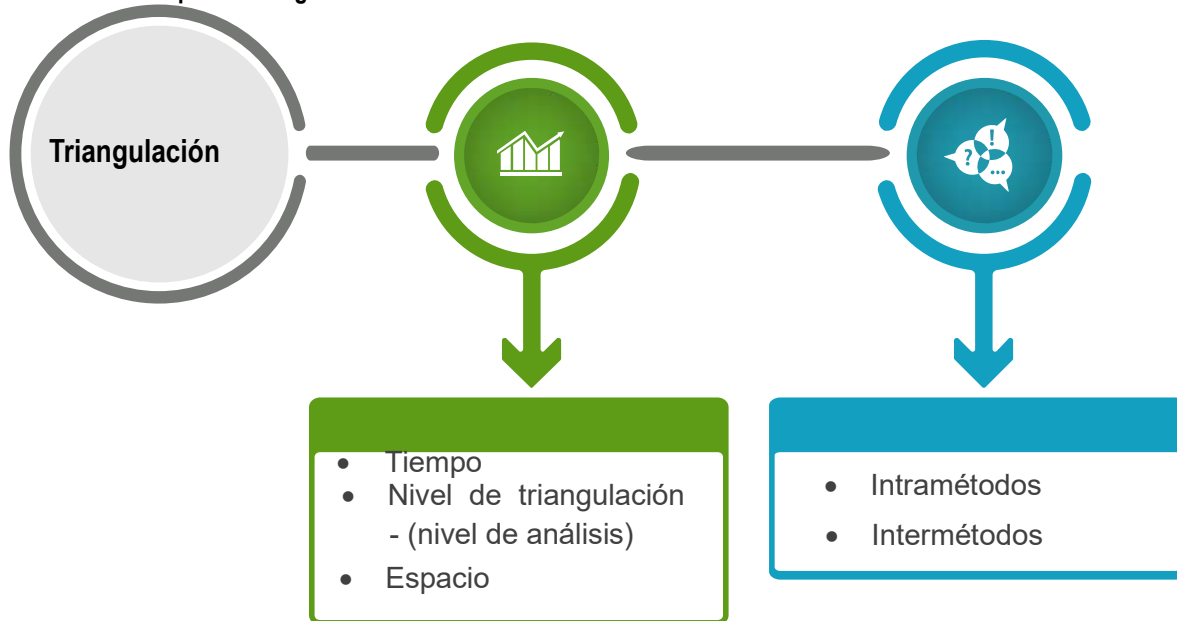 Triangulación
• Tiempo
• Nivel de triangulación
- (nivel de análisis)
• Espacio
• Intramétodos
• Intermétodos